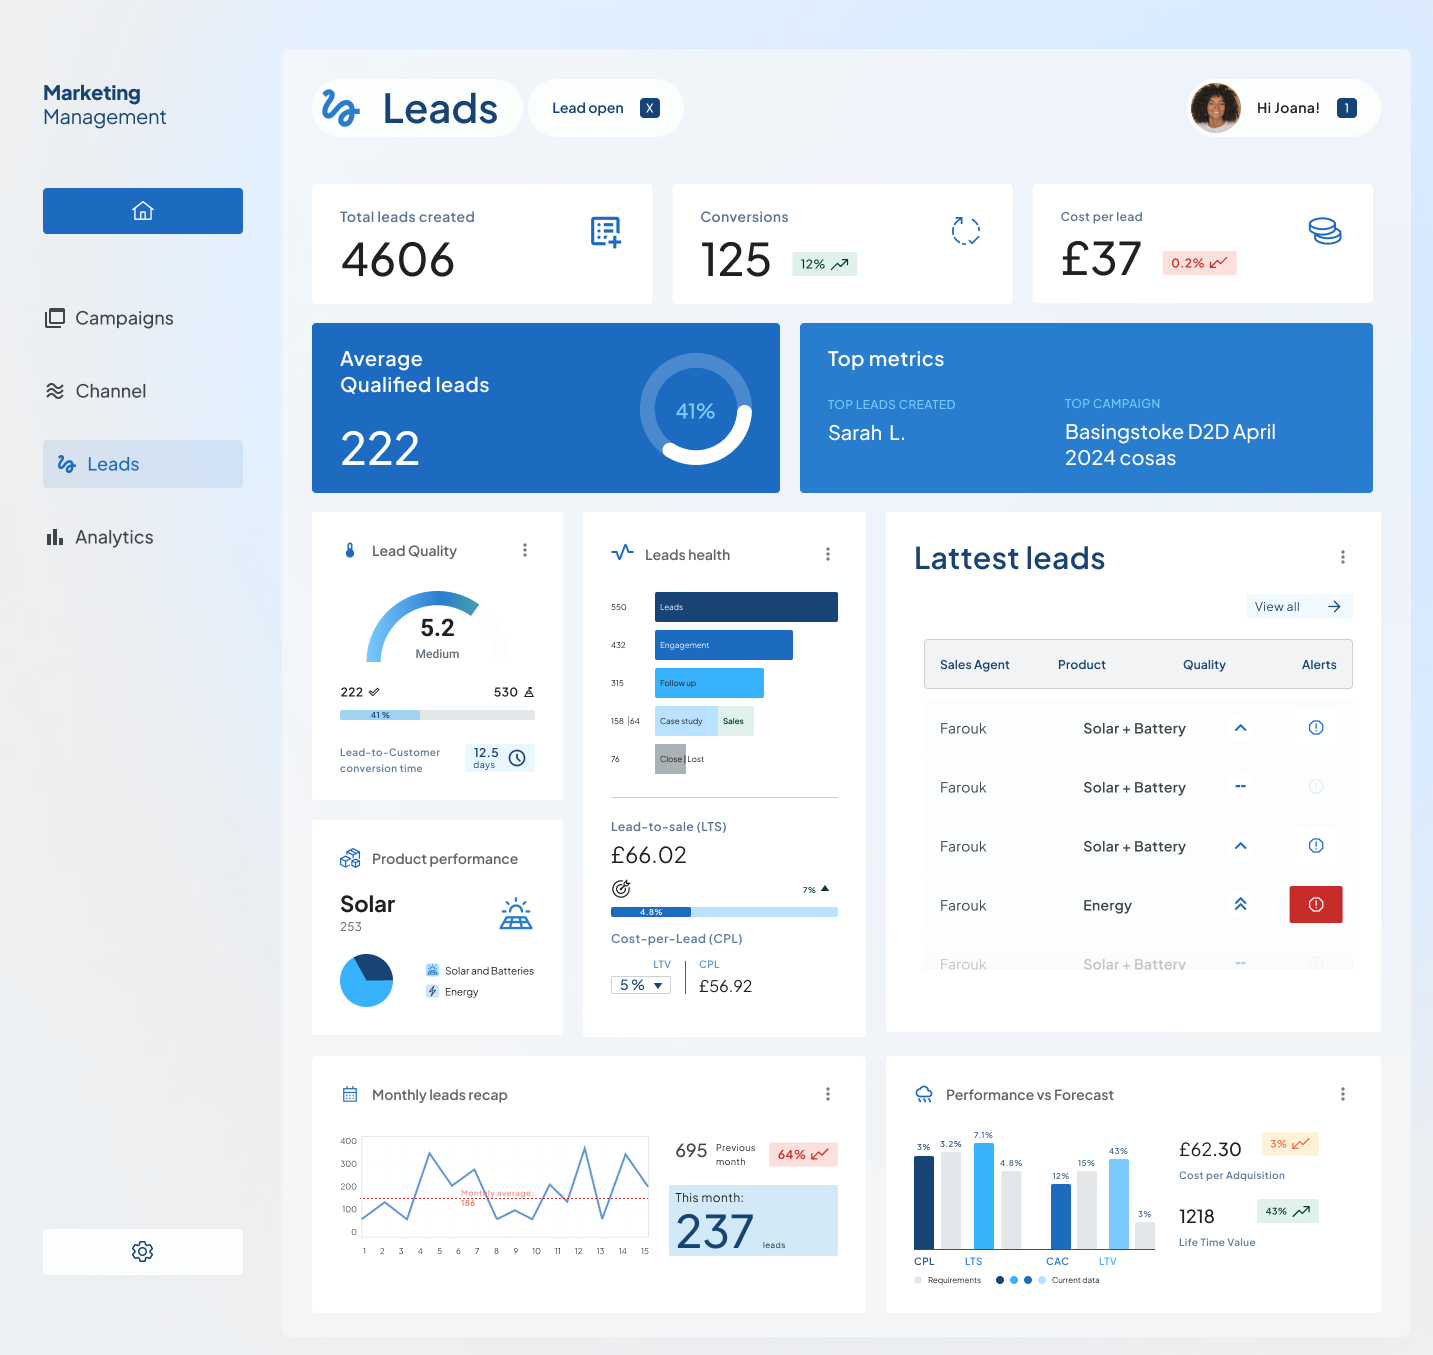 Marketing
Management
Campaigns
Channel
Leads
Analytics
Leads
Lead open X
Hi Joana! 1
Total leads created
4606
Conversions
125 12%
Cost per lead
£37 0.2%
Average
Qualified leads
222
41%
Top metrics
TOP LEADS CREATED
Sarah L.
TOP CAMPAIGN
Basingstoke D2D April
2024 cosas
Lead Quality
5.2
Medium
222 530
41 %
Lead-to-Customer
conversion time
12.5
days
Product performance
Solar
253
Solar and Batteries
Energy
Leads health
550 Leads
432 Engagement
315 Follow up
158 |64 Case study Sales
76 Close| Lost
Lead-to-sale (LTS)
£66.02
7%
4.8%
Cost-per-Lead (CPL)
LTV CPL
5 % £56.92
Lattest leads
View all
Sales Agent Product Quality Alerts
Farouk Solar + Battery
Farouk Solar + Battery --
Farouk Solar + Battery
Farouk Energy
Farouk Solar + Battery --
Monthly leads recap
400
300
200
100
0
Monthly average:
186
1 2 3 4 5 6 7 8 9 10 11 12 13 14 15
695 Previous
month
64%
This month:
237 leads
Performance vs Forecast
3% 3.2% 7.1% 4.8% 12% 15% 43% 3%
CPL LTS CAC LTV
Requirements Current data
£62.30 3%
Cost per Adquisition
1218 43%
Life Time Value